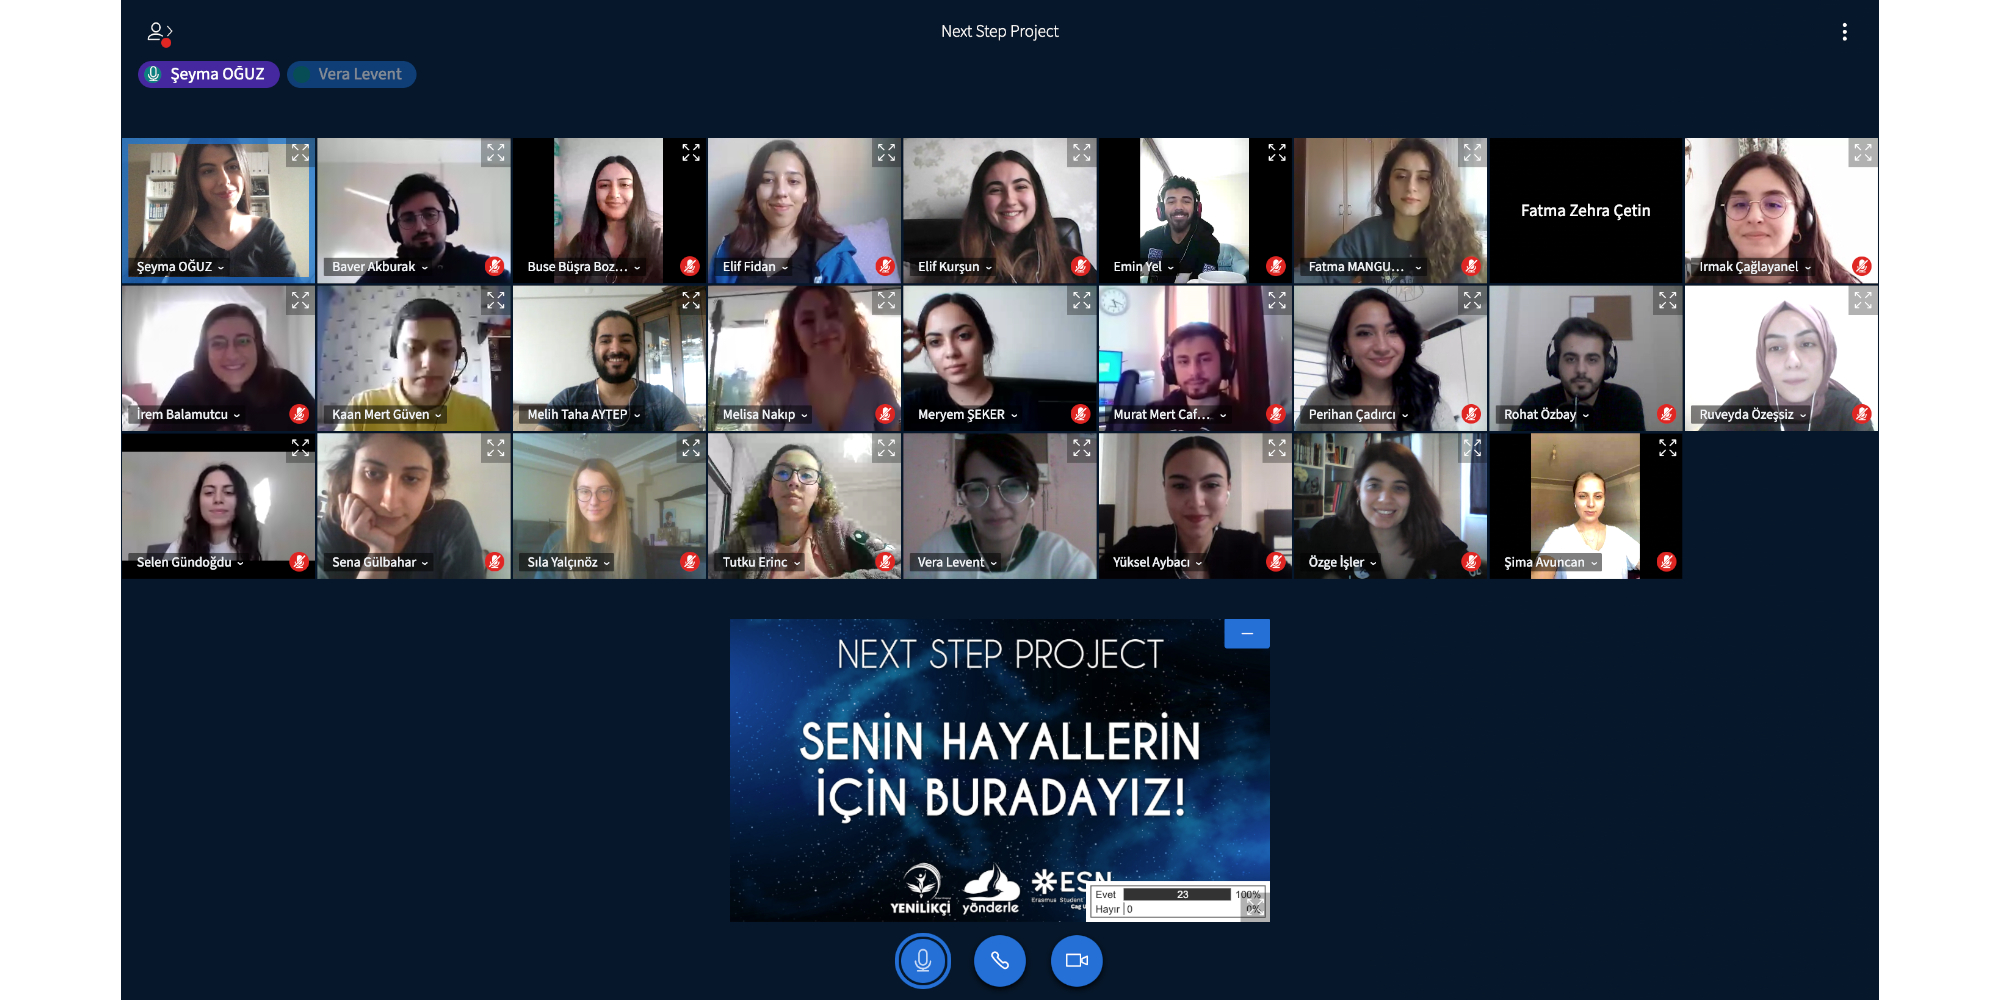 Next Step Project
Şeyma OĞUZ
Vera Levent
Şeyma OĞUZ
Baver Akburak
Buse Büşra Boz...
Elif Fidan
Elif Kurşun
Emin Yel
Fatma MANGU...
Fatma Zehra Çetin
Irmak Çağlayanel
İrem Balamutcu
Kaan Mert Güven
Melih Taha AYTEP
Melisa Nakıp
Meryem ŞEKER
Murat Mert Caf...
Perihan Çadırcı
Rohat Özbay
Ruveyda Özeşsiz
Selen Gündoğdu
Sena Gülbahar
Sıla Yalçınöz
Tutku Erinc
Vera Levent
Yüksel Aybacı
Özge İşler
Şima Avuncan
NEXT STEP PROJECT
SENİN HAYALLERİN
İÇİN BURADAYIZ!
YENİLİKÇİ
yönderle
ESN
Erasmus Student
Evet 23 100%
Hayır 0 0%